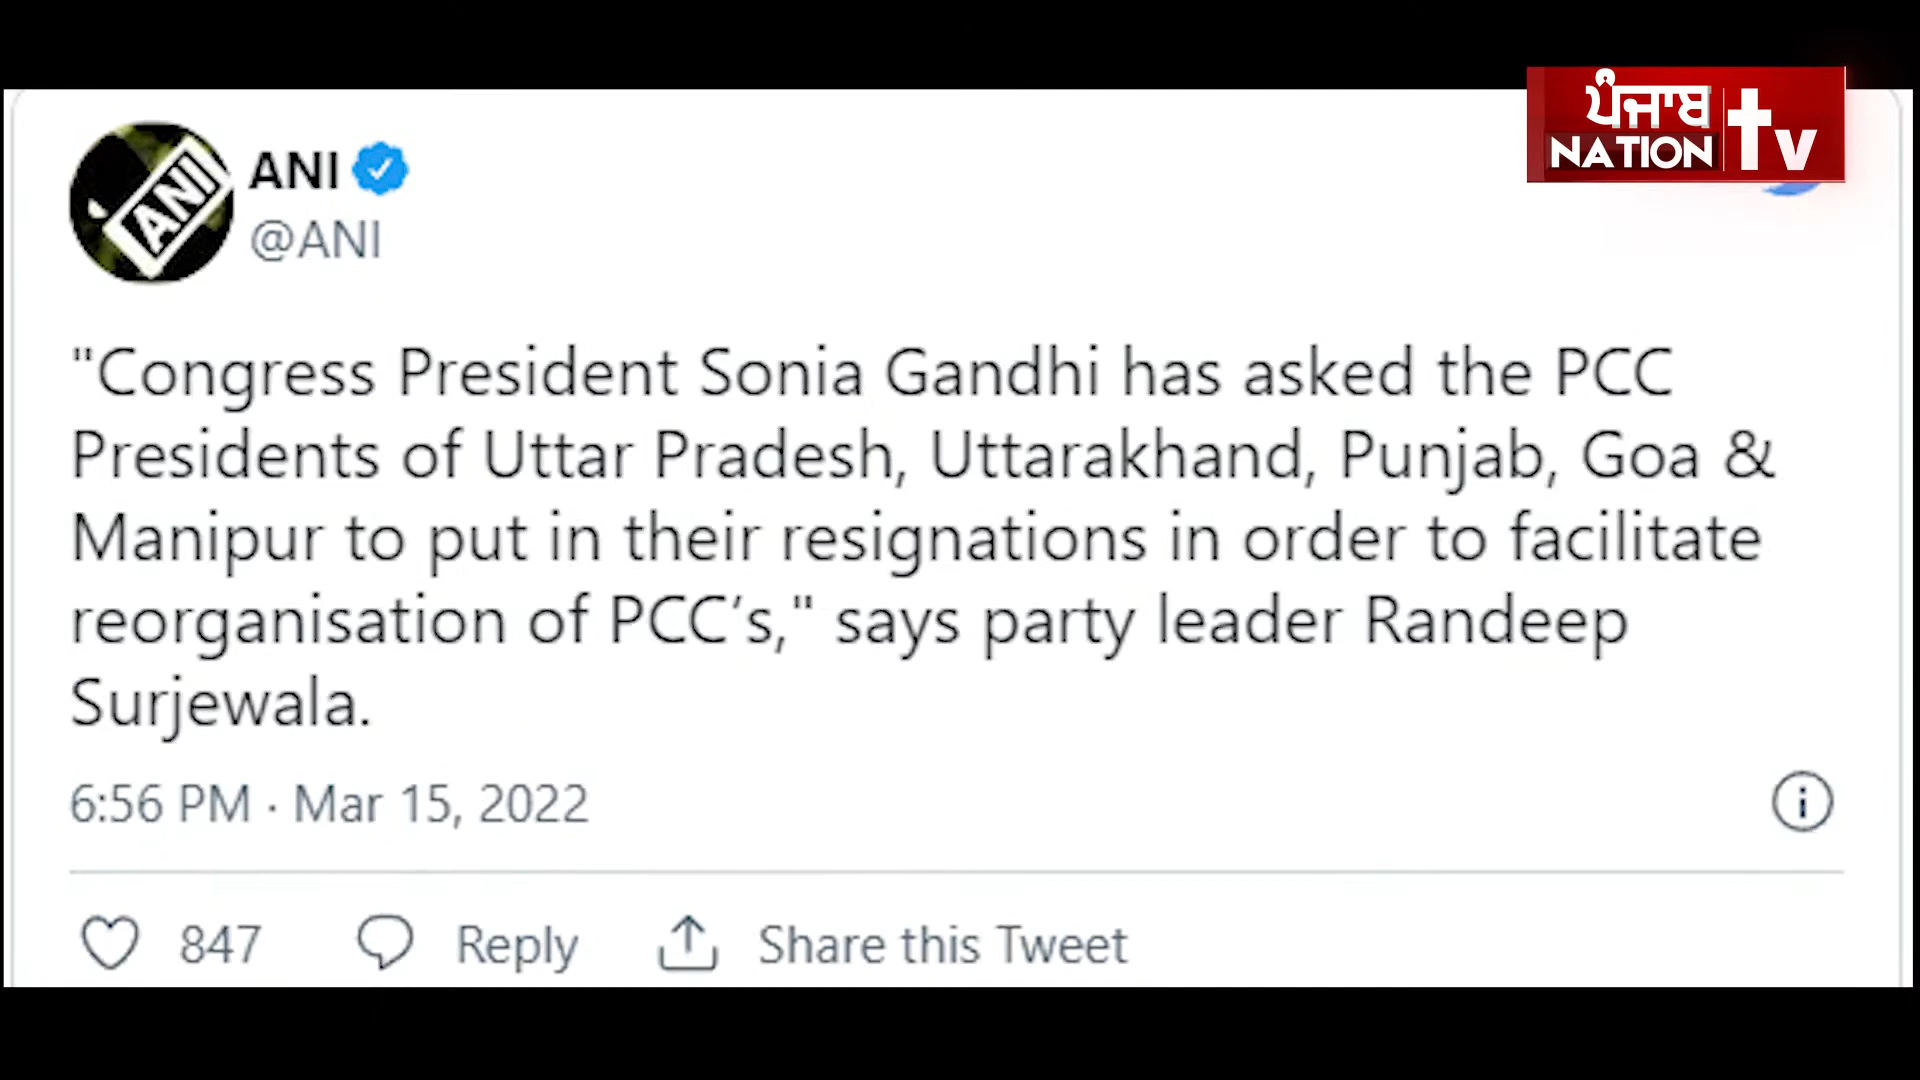 ਪੰਜਾਬ
NATION tv
ANI
ANI
@ANI
"Congress President Sonia Gandhi has asked the PCC
Presidents of Uttar Pradesh, Uttarakhand, Punjab, Goa &
Manipur to put in their resignations in order to facilitate
reorganisation of PCC’s," says party leader Randeep
Surjewala.
6:56 PM · Mar 15, 2022
847 Reply Share this Tweet